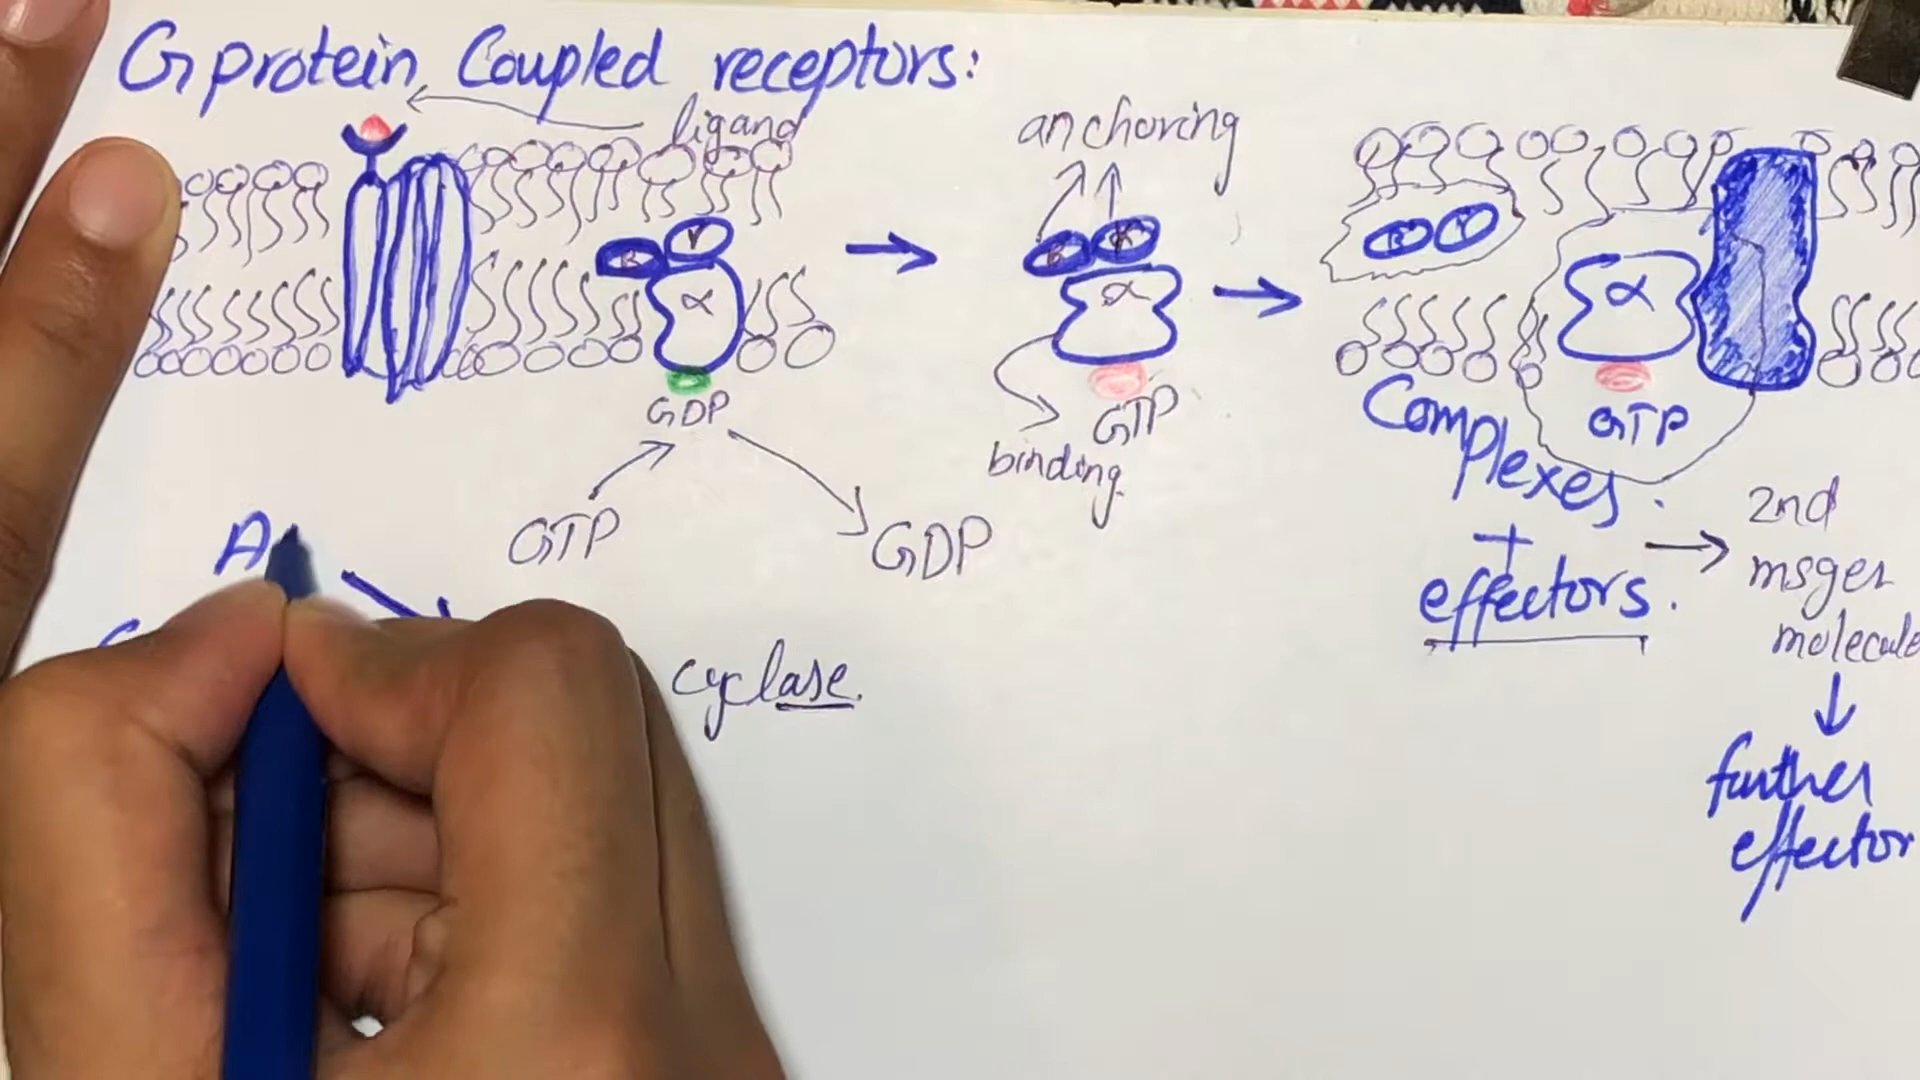 G protein Coupled receptors:
ligand
anchoring
β γ
α
GDP
GTP
GDP
β γ
α
GTP
binding
β γ
α
GTP
Complexes.
+
effectors.
2nd
msger
molecule
further
effector
A
cyclase.